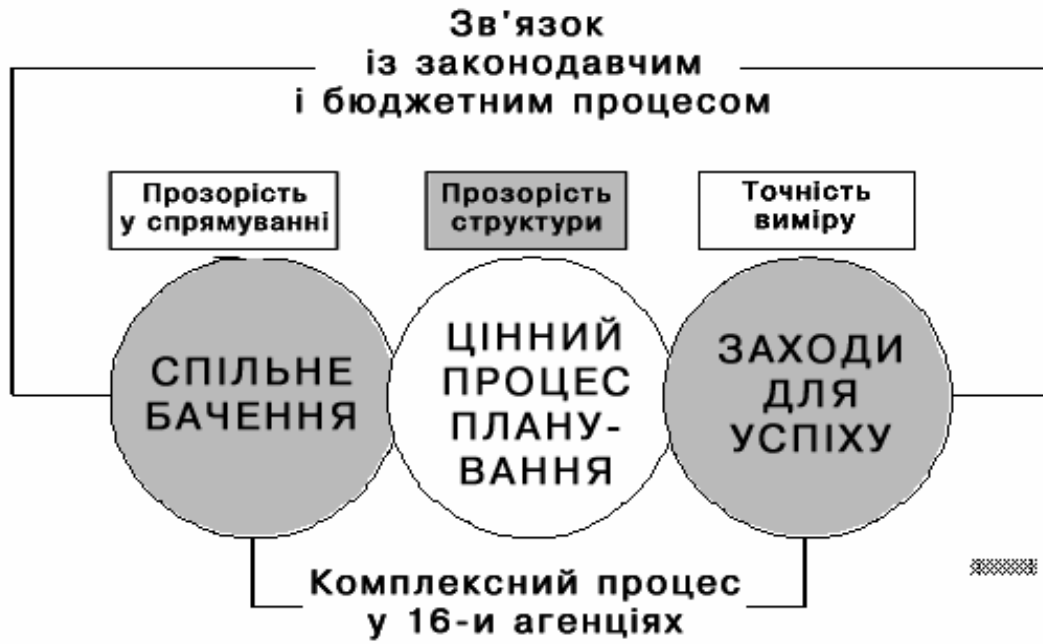 Зв'язок
із законодавчим
і бюджетним процесом
Прозорість
у спрямуванні
Прозорість
структури
Точність
виміру
СПІЛЬНЕ
БАЧЕННЯ
ЦІННИЙ
ПРОЦЕС
ПЛАНУ-
ВАННЯ
ЗАХОДИ
ДЛЯ
УСПІХУ
Комплексний процес
у 16-и агенціях